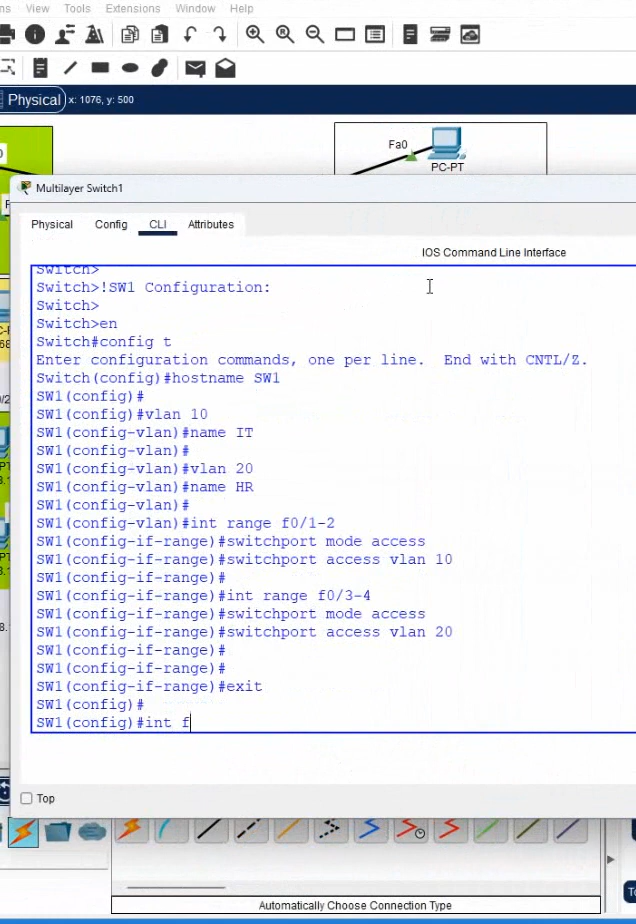 ns View Tools Extensions Window Help
Physical x: 1076, y: 500
Fa0
PC-PT
Multilayer Switch1
Physical Config CLI Attributes
IOS Command Line Interface
Switch>
Switch>!SW1 Configuration:
Switch>
Switch>en
Switch#config t
Enter configuration commands, one per line. End with CNTL/Z.
Switch(config)#hostname SW1
SW1(config)#
SW1(config)#vlan 10
SW1(config-vlan)#name IT
SW1(config-vlan)#
SW1(config-vlan)#vlan 20
SW1(config-vlan)#name HR
SW1(config-vlan)#
SW1(config-vlan)#int range f0/1-2
SW1(config-if-range)#switchport mode access
SW1(config-if-range)#switchport access vlan 10
SW1(config-if-range)#
SW1(config-if-range)#int range f0/3-4
SW1(config-if-range)#switchport mode access
SW1(config-if-range)#switchport access vlan 20
SW1(config-if-range)#
SW1(config-if-range)#
SW1(config-if-range)#exit
SW1(config)#
SW1(config)#int f
Top
Automatically Choose Connection Type